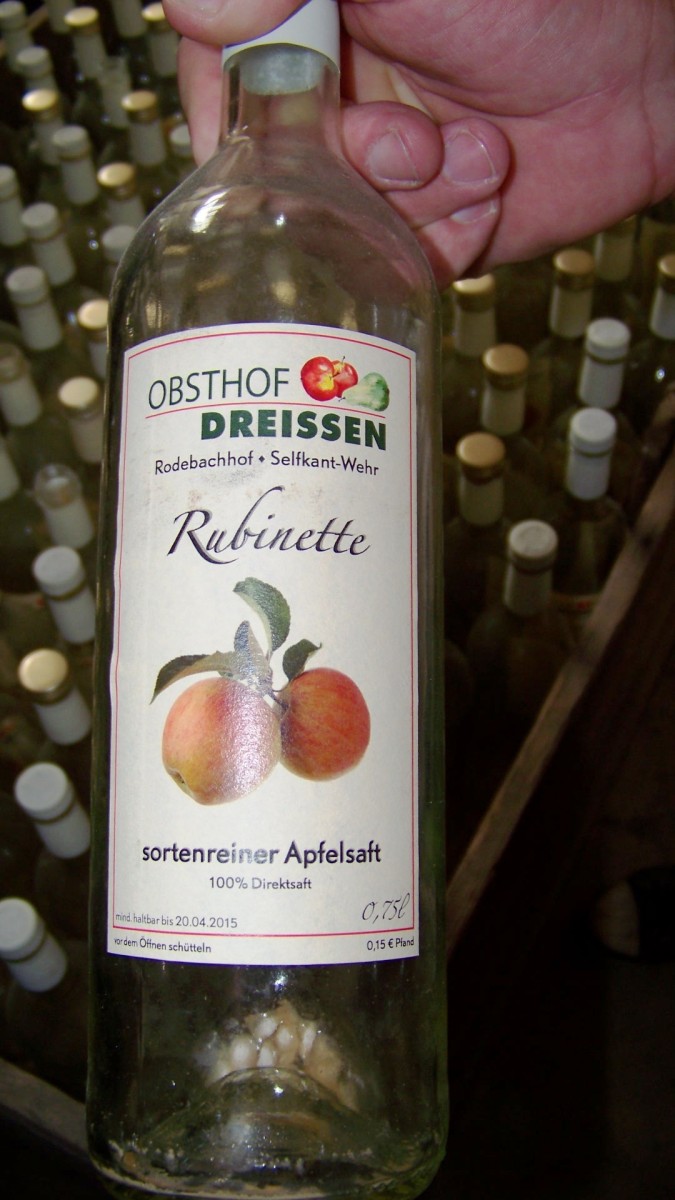 OBSTHOF
DREISSEN
Rodebachhof • Selfkant-Wehr
Rubinette
sortenreiner Apfelsaft
100% Direktsaft
mind. haltbar bis 20.04.2015
0,75l
vor dem Öffnen schütteln
0,15 € Pfand